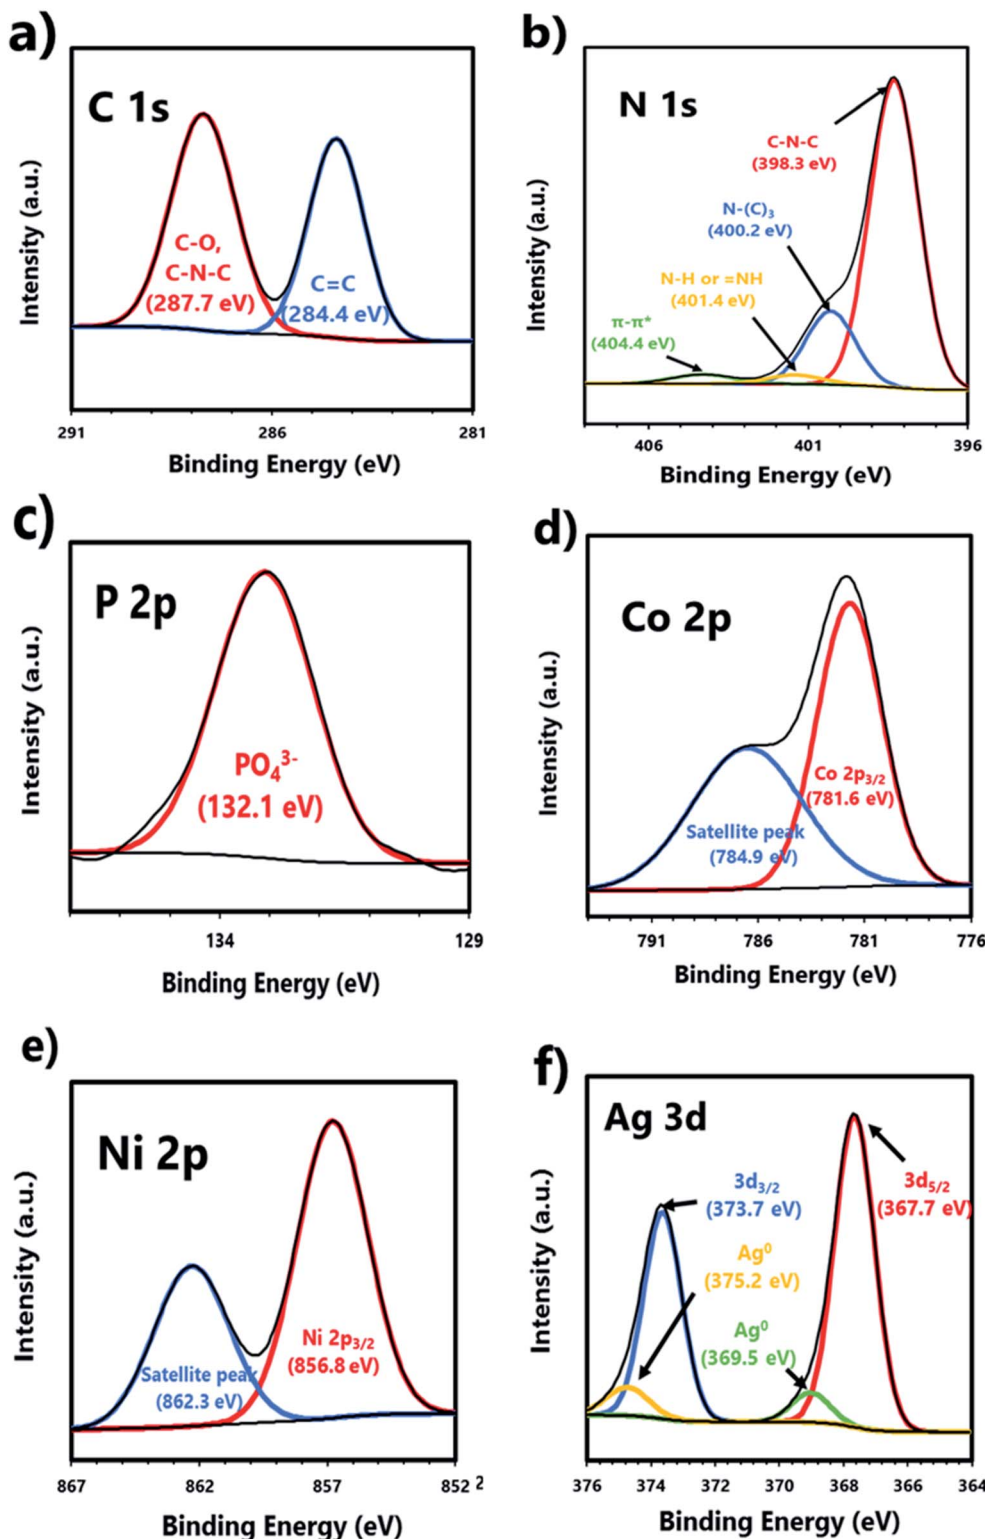 a)
C 1s
C-O,
C-N-C
(287.7 eV)
C=C
(284.4 eV)
Intensity (a.u.)
291 286 281
Binding Energy (eV)
b)
N 1s
C-N-C
(398.3 eV)
N-(C)₃
(400.2 eV)
N-H or =NH
(401.4 eV)
π-π*
(404.4 eV)
Intensity (a.u.)
406 401 396
Binding Energy (eV)
c)
P 2p
PO₄³⁻
(132.1 eV)
Intensity (a.u.)
134 129
Binding Energy (eV)
d)
Co 2p
Co 2p₃/₂
(781.6 eV)
Satellite peak
(784.9 eV)
Intensity (a.u.)
791 786 781 776
Binding Energy (eV)
e)
Ni 2p
Ni 2p₃/₂
(856.8 eV)
Satellite peak
(862.3 eV)
Intensity (a.u.)
867 862 857 852 2
Binding Energy (eV)
f)
Ag 3d
3d₃/₂
(373.7 eV)
3d₅/₂
(367.7 eV)
Ag⁰
(375.2 eV)
Ag⁰
(369.5 eV)
Intensity (a.u.)
376 374 372 370 368 366 364
Binding Energy (eV)